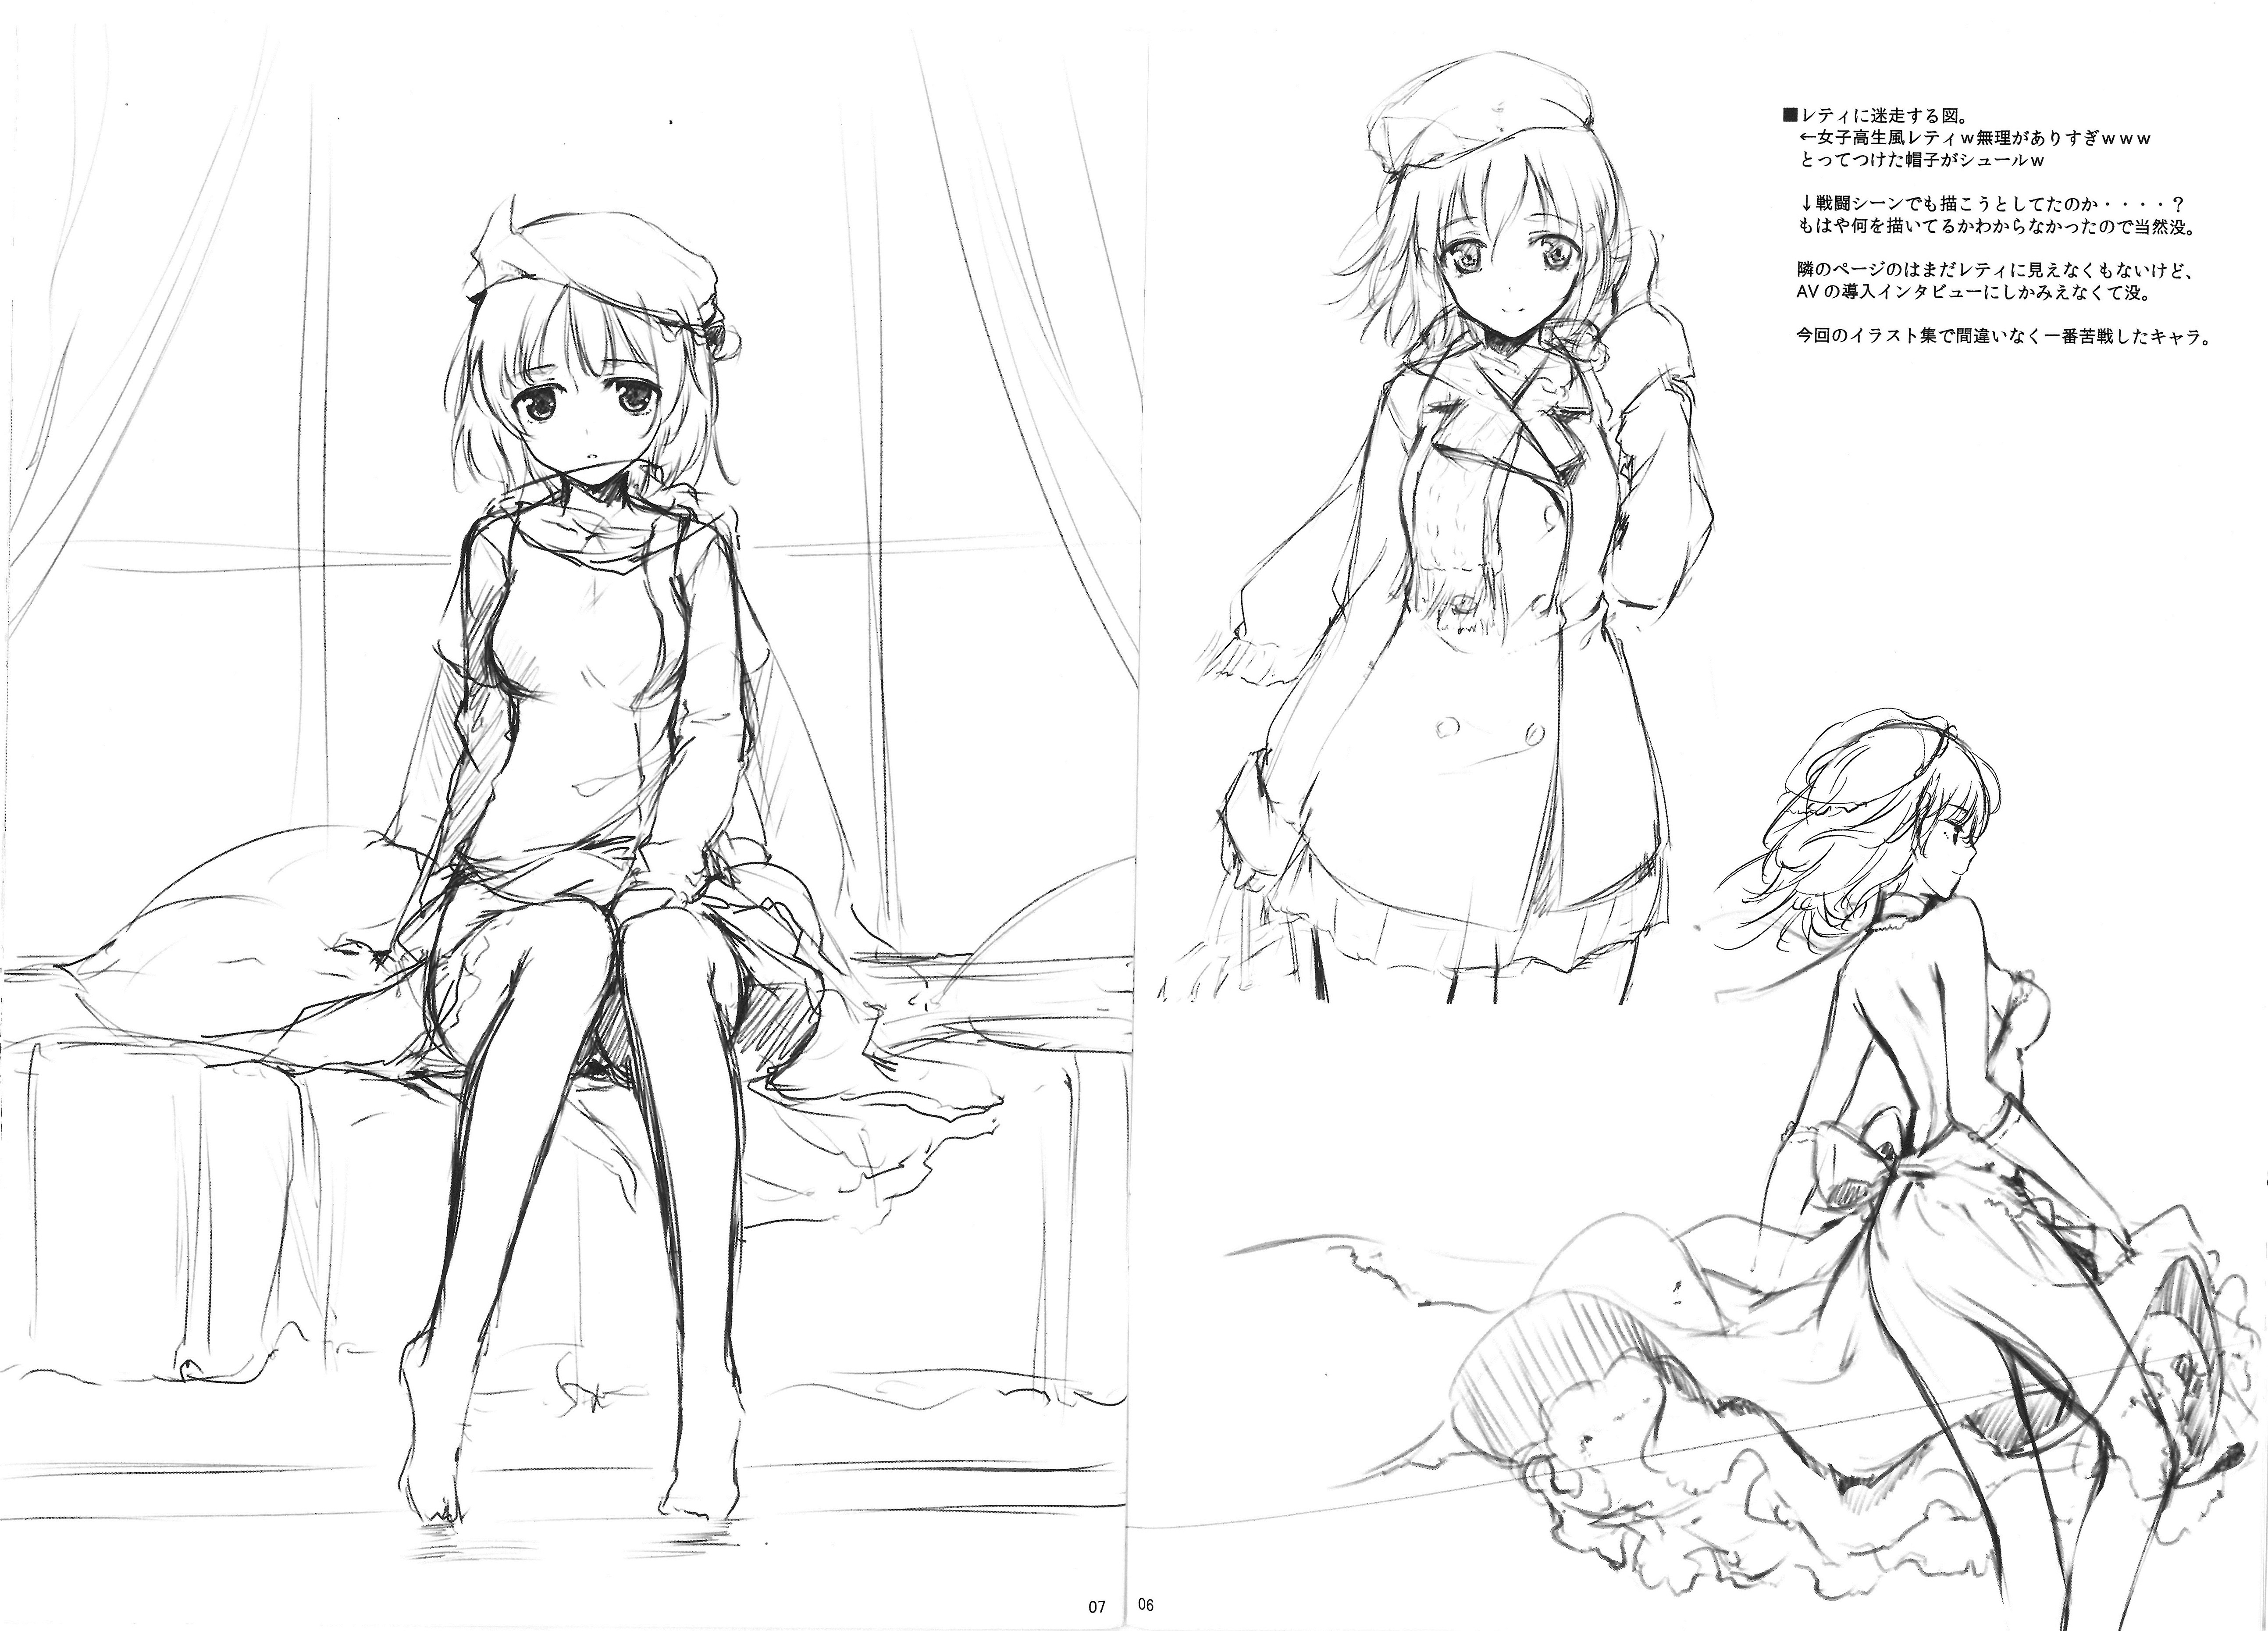 ■レティに迷走する図。
←女子高生風レティｗ無理がありすぎｗｗｗ
とってつけた帽子がシュールｗ
↓戦闘シーンでも描こうとしてたのか・・・・？
もはや何を描いてるかわからなかったので当然没。
隣のページのはまだレティに見えなくもないけど、
AVの導入インタビューにしかみえなくて没。
今回のイラスト集で間違いなく一番苦戦したキャラ。
07
06